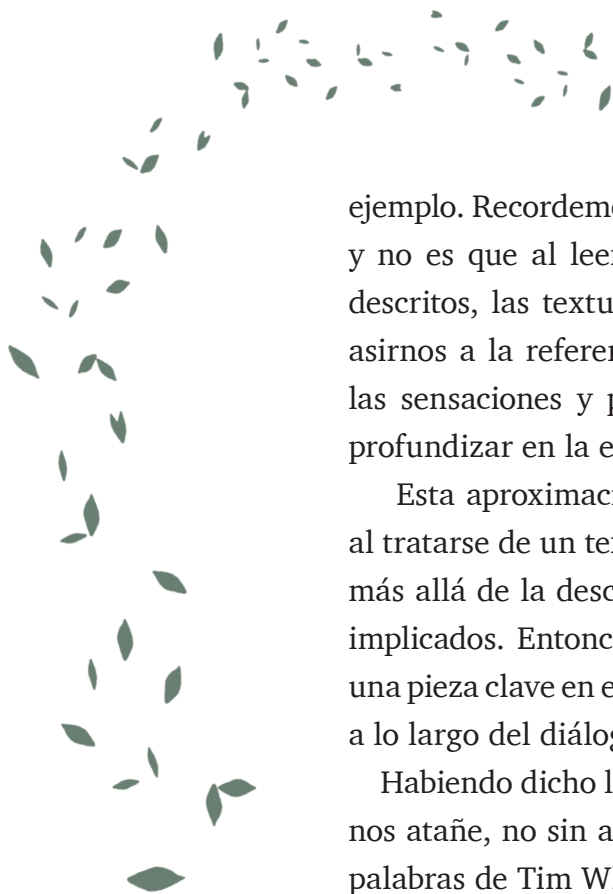 ejemplo. Recordemo
y no es que al leer
descritos, las textu
asirnos a la referen
las sensaciones y p
profundizar en la e
Esta aproximaci
al tratarse de un te
más allá de la desc
implicados. Entonc
una pieza clave en e
a lo largo del diálog
Habiendo dicho l
nos atañe, no sin a
palabras de Tim W